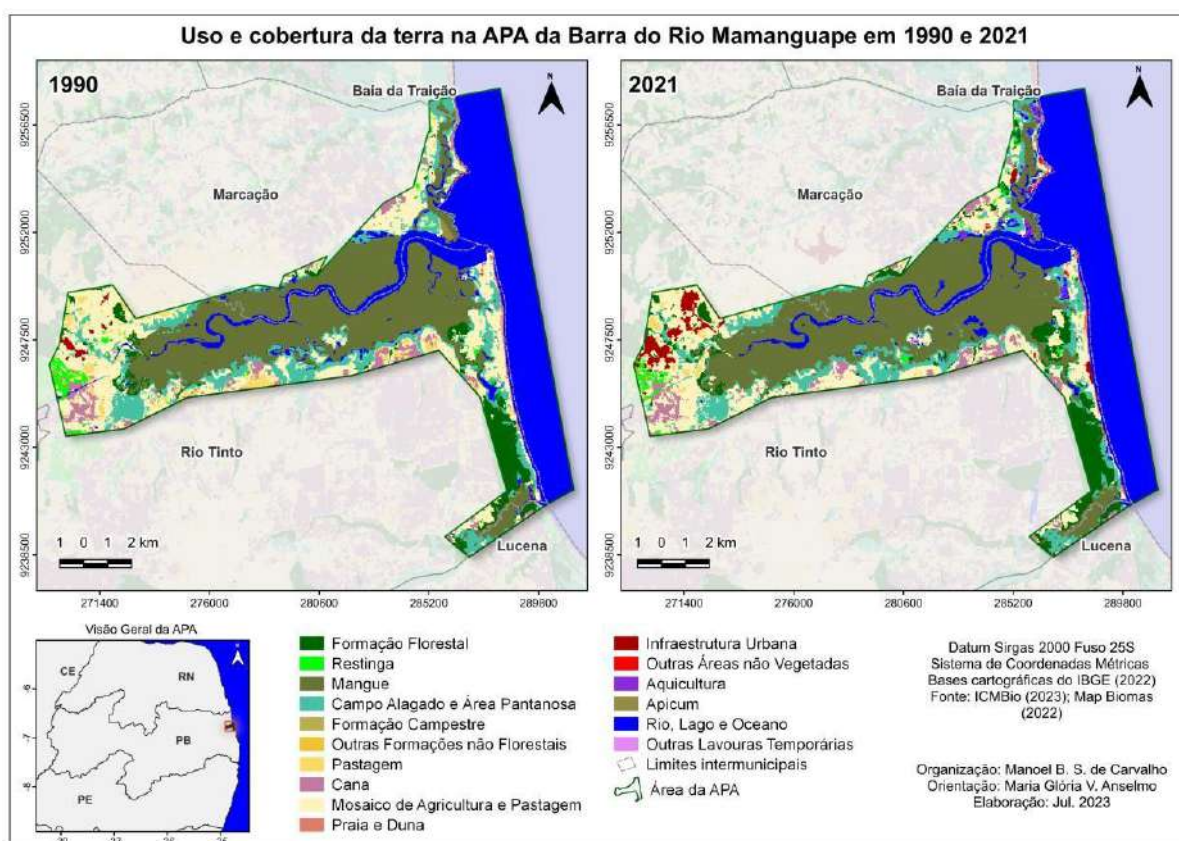 Uso e cobertura da terra na APA da Barra do Rio Mamanguape em 1990 e 2021
1990
Baía da Traição
N
Marcação
Rio Tinto
Lucena
9256500
9252000
9247500
9243000
9238500
1 0 1 2 km
271400 276000 280600 285200 289800
2021
Baía da Traição
N
Marcação
Rio Tinto
Lucena
9256500
9252000
9247500
9243000
9238500
1 0 1 2 km
271400 276000 280600 285200 289800
Visão Geral da APA
CE
RN
PB
PE
-6
-7
-8
Formação Florestal
Restinga
Mangue
Campo Alagado e Área Pantanosa
Formação Campestre
Outras Formações não Florestais
Pastagem
Cana
Mosaico de Agricultura e Pastagem
Praia e Duna
Infraestrutura Urbana
Outras Áreas não Vegetadas
Aquicultura
Apicum
Rio, Lago e Oceano
Outras Lavouras Temporárias
Limites intermunicipais
Área da APA
Datum Sirgas 2000 Fuso 25S
Sistema de Coordenadas Métricas
Bases cartográficas do IBGE (2022)
Fonte: ICMBio (2023); Map Biomas
(2022)
Organização: Manoel B. S. de Carvalho
Orientação: Maria Glória V. Anselmo
Elaboração: Jul. 2023